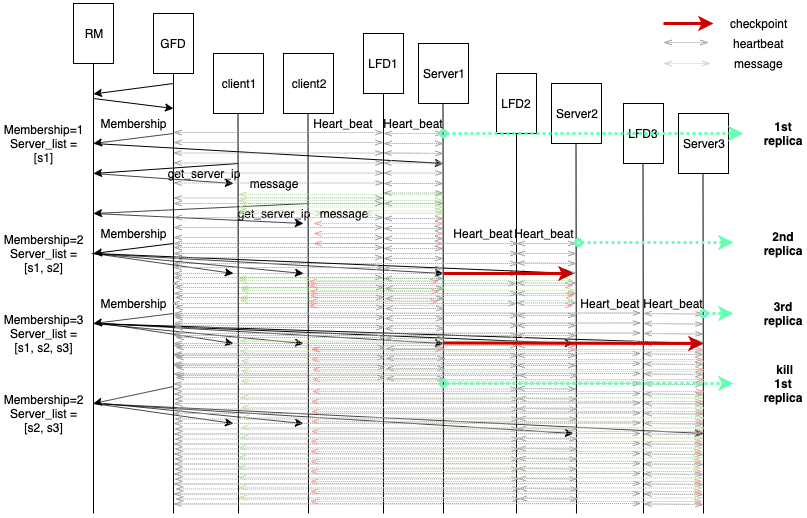 RM
GFD
client1
client2
LFD1
Server1
LFD2
Server2
LFD3
Server3
checkpoint
heartbeat
message
Membership=1
Server_list =
[s1]
Membership
Heart_beat
Heart_beat
1st
replica
get_server_ip
message
get_server_ip
message
Membership=2
Server_list =
[s1, s2]
Membership
Heart_beat
Heart_beat
2nd
replica
Membership=3
Server_list =
[s1, s2, s3]
Membership
Heart_beat
Heart_beat
3rd
replica
kill
1st
replica
Membership=2
Server_list =
[s2, s3]